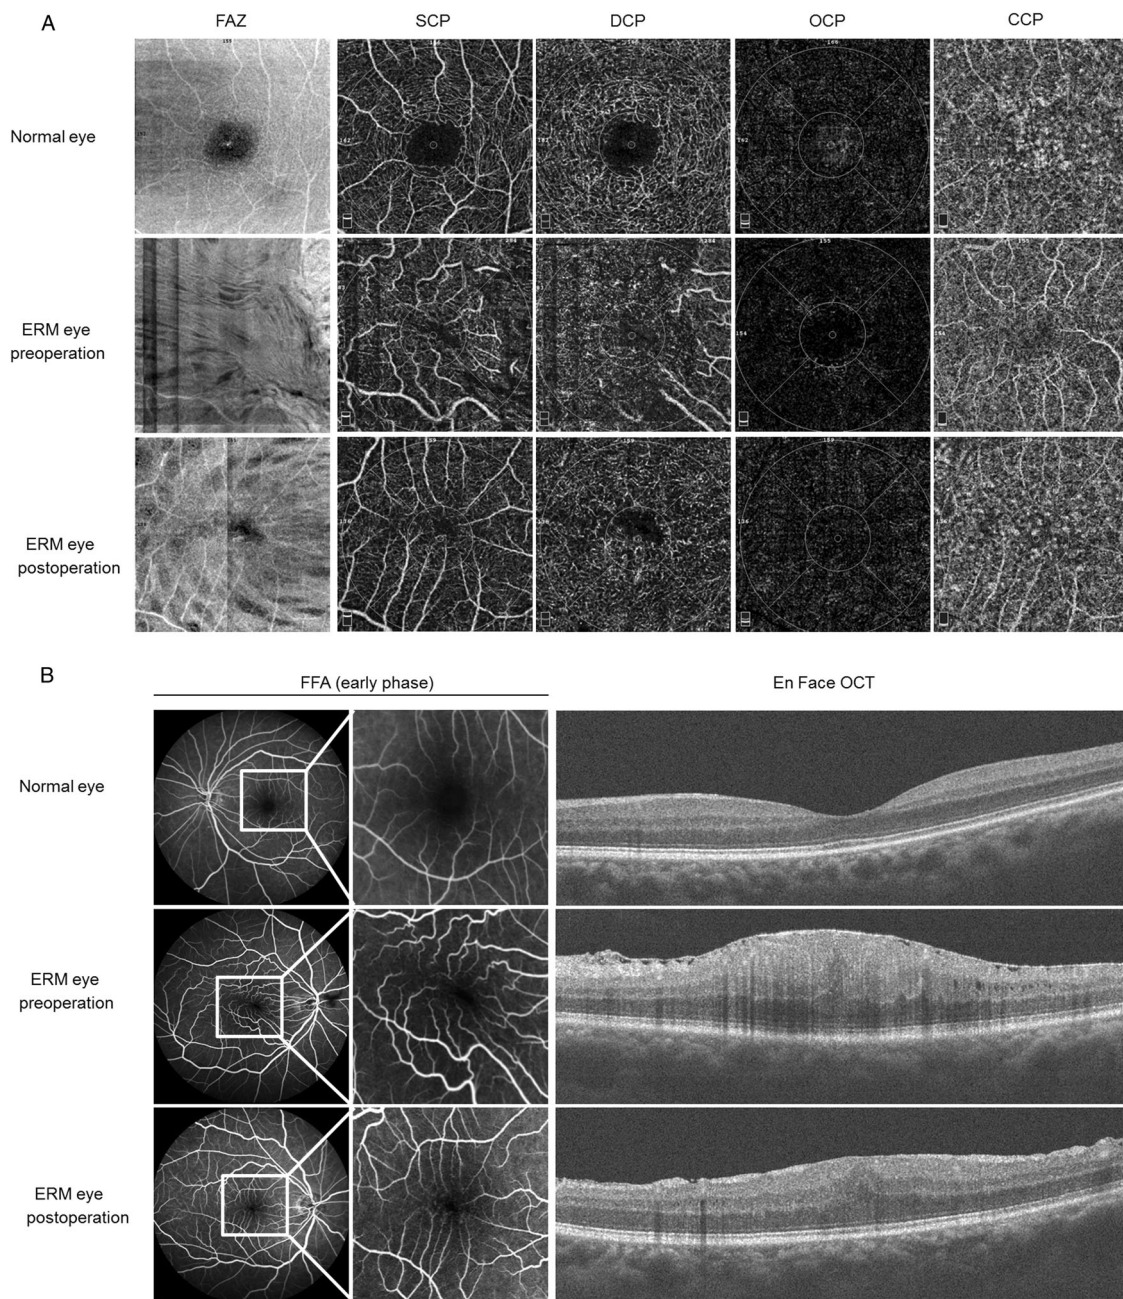 A
FAZ SCP DCP OCP CCP
Normal eye
ERM eye
preoperation
ERM eye
postoperation
B
FFA (early phase) En Face OCT
Normal eye
ERM eye
preoperation
ERM eye
postoperation